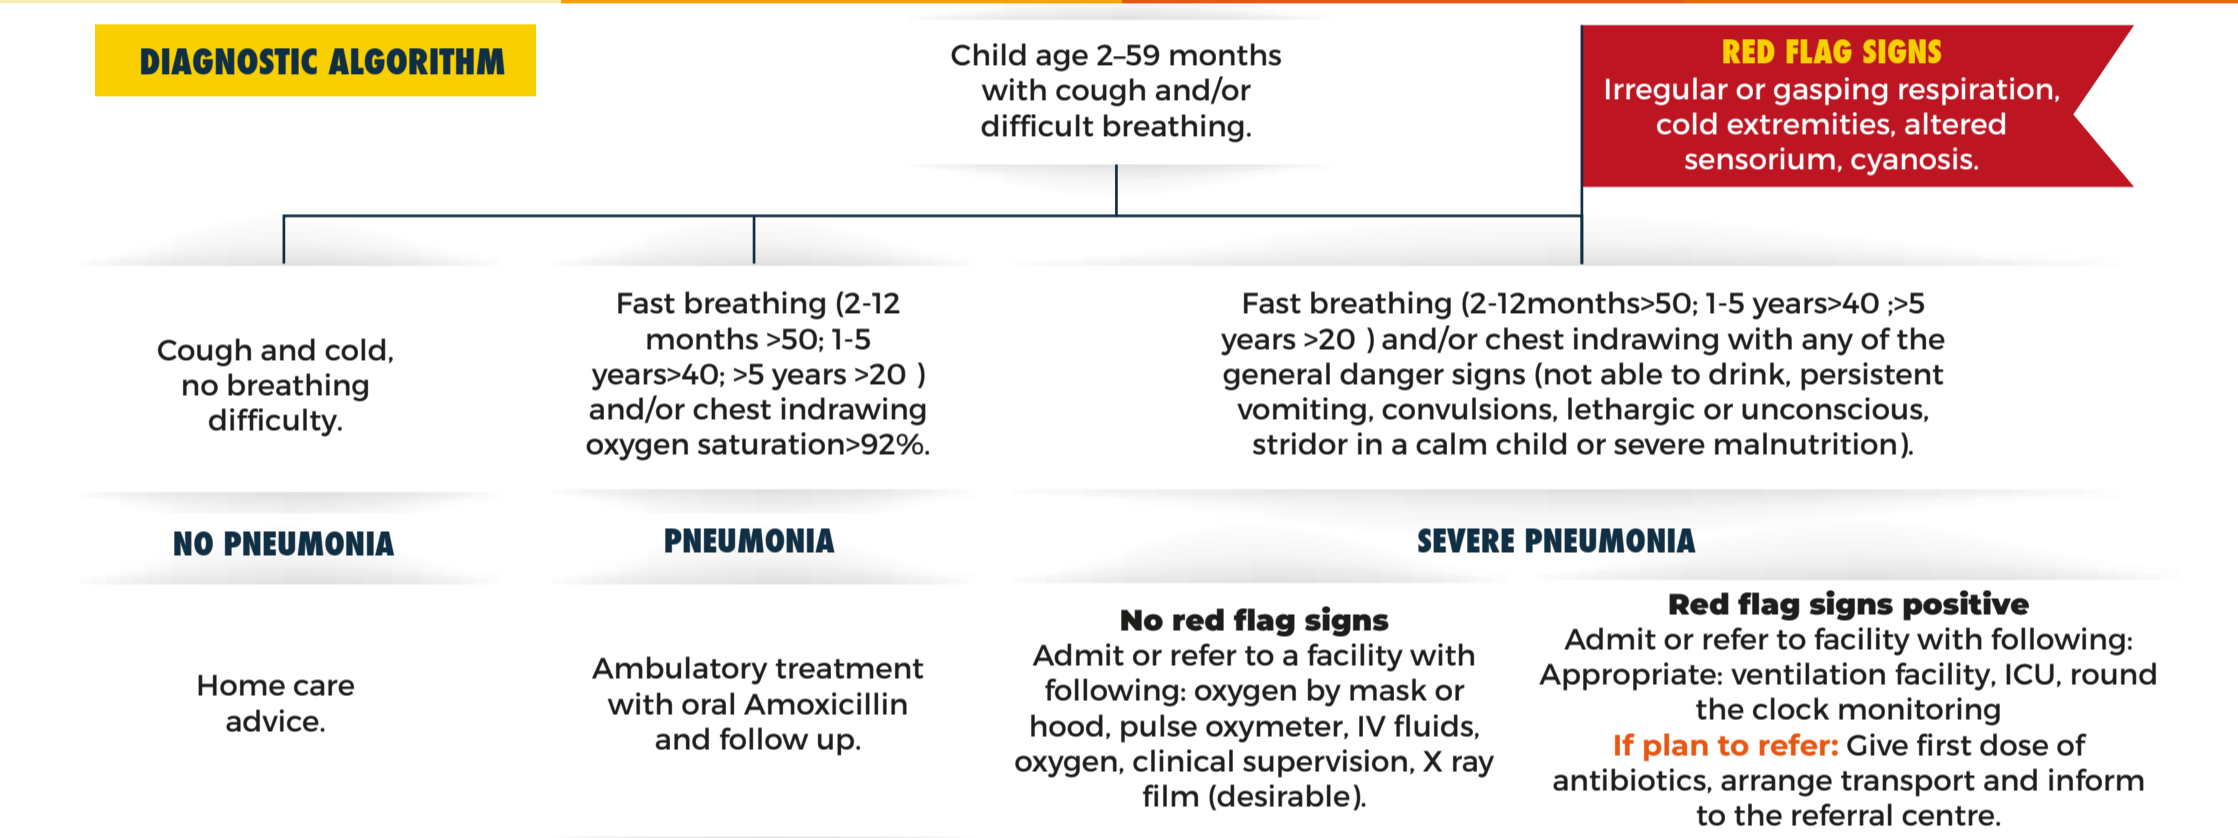 DIAGNOSTIC ALGORITHM
Child age 2–59 months
with cough and/or
difficult breathing.
RED FLAG SIGNS
Irregular or gasping respiration,
cold extremities, altered
sensorium, cyanosis.
Cough and cold,
no breathing
difficulty.
Fast breathing (2-12
months >50; 1-5
years>40; >5 years >20 )
and/or chest indrawing
oxygen saturation>92%.
Fast breathing (2-12months>50; 1-5 years>40 ;>5
years >20 ) and/or chest indrawing with any of the
general danger signs (not able to drink, persistent
vomiting, convulsions, lethargic or unconscious,
stridor in a calm child or severe malnutrition).
NO PNEUMONIA
PNEUMONIA
SEVERE PNEUMONIA
Home care
advice.
Ambulatory treatment
with oral Amoxicillin
and follow up.
No red flag signs
Admit or refer to a facility with
following: oxygen by mask or
hood, pulse oxymeter, IV fluids,
oxygen, clinical supervision, X ray
film (desirable).
Red flag signs positive
Admit or refer to facility with following:
Appropriate: ventilation facility, ICU, round
the clock monitoring
If plan to refer: Give first dose of
antibiotics, arrange transport and inform
to the referral centre.